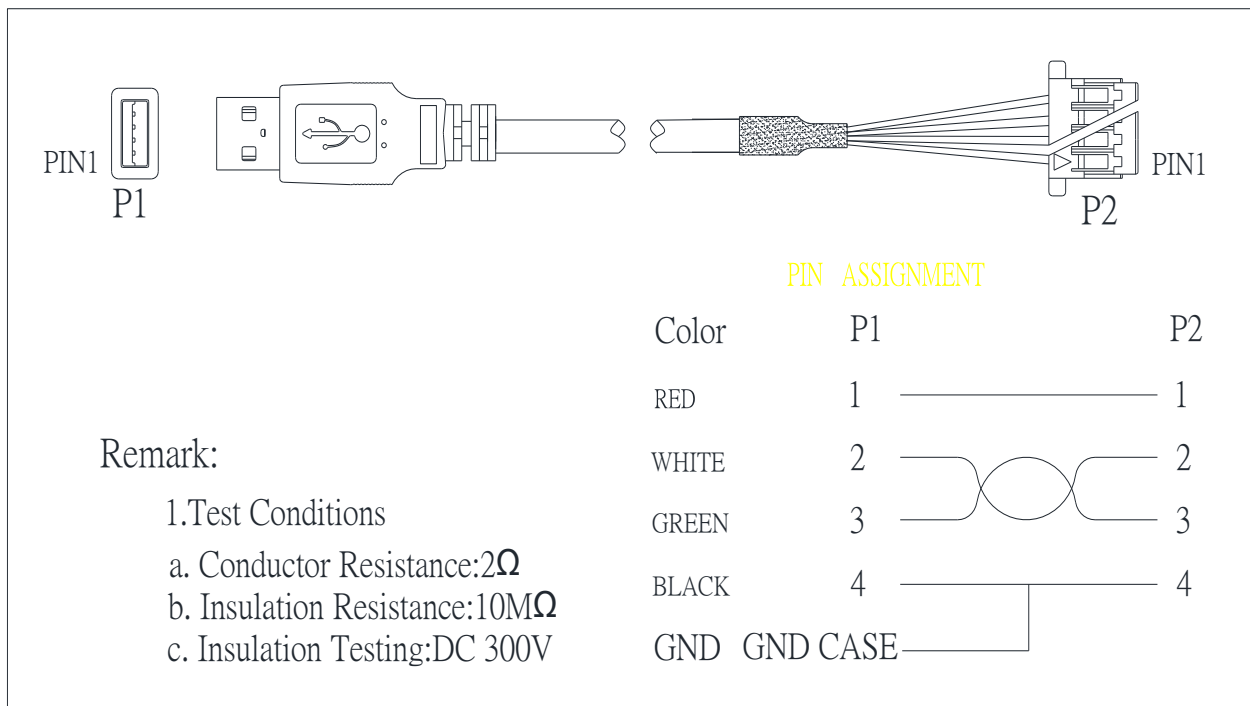 PIN1
P1
PIN1
P2
PIN ASSIGNMENT
Color P1 P2
RED 1 1
WHITE 2 2
GREEN 3 3
BLACK 4 4
GND GND CASE
Remark:
1.Test Conditions
a. Conductor Resistance:2Ω
b. Insulation Resistance:10MΩ
c. Insulation Testing:DC 300V